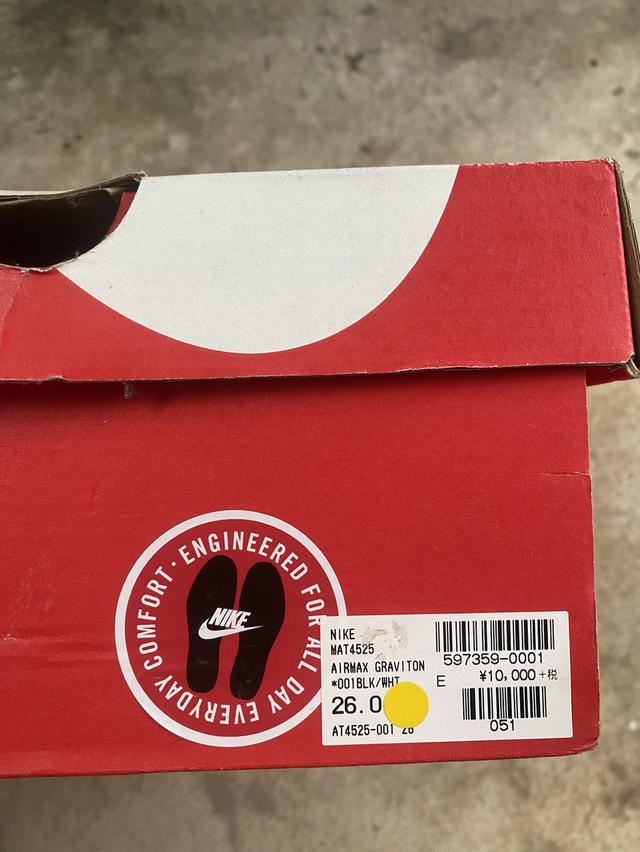 COMFORT · ENGINEERED FOR ALL DAY EVERYDAY
NIKE
NIKE
MAT4525
AIRMAX GRAVITON
*001BLK/WHT
26.0
AT4525-001 26
597359-0001
E ¥10,000+税
051